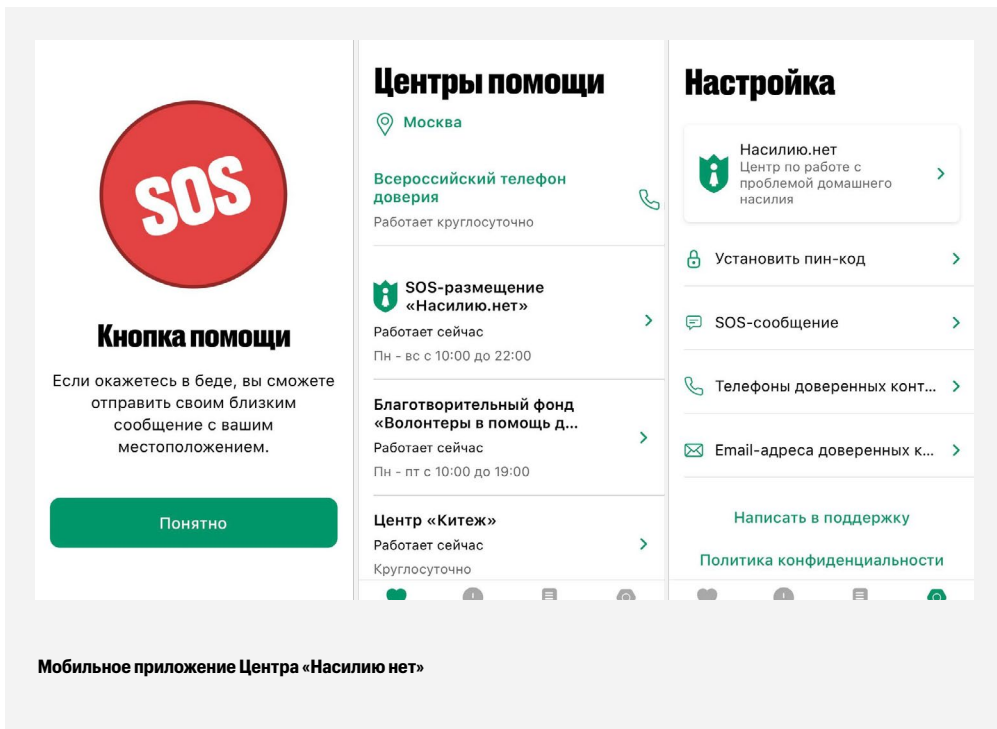 SOS
Кнопка помощи
Если окажетесь в беде, вы сможете
отправить своим близким
сообщение с вашим
местоположением.
Понятно
Центры помощи
Москва
Всероссийский телефон
доверия
Работает круглосуточно
SOS-размещение
«Насилию.нет»
Работает сейчас
Пн - вс с 10:00 до 22:00
Благотворительный фонд
«Волонтеры в помощь д...
Работает сейчас
Пн - пт с 10:00 до 19:00
Центр «Китеж»
Работает сейчас
Круглосуточно
Настройка
Насилию.нет
Центр по работе с
проблемой домашнего
насилия
Установить пин-код
SOS-сообщение
Телефоны доверенных конт...
Email-адреса доверенных к...
Написать в поддержку
Политика конфиденциальности
Мобильное приложение Центра «Насилию нет»